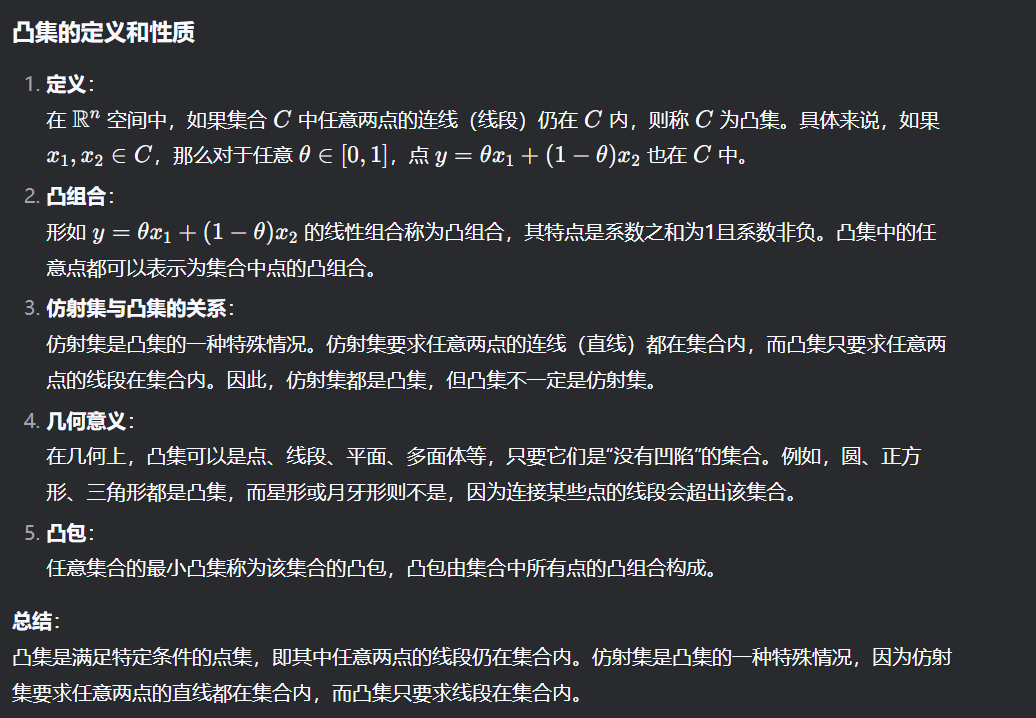 凸集的定义和性质
1. 定义：
在 ℝⁿ 空间中，如果集合 C 中任意两点的连线（线段）仍在 C 内，则称 C 为凸集。具体来说，如果
x₁, x₂ ∈ C，那么对于任意 θ ∈ [0, 1]，点 y = θx₁ + (1 − θ)x₂ 也在 C 中。
2. 凸组合：
形如 y = θx₁ + (1 − θ)x₂ 的线性组合称为凸组合，其特点是系数之和为1且系数非负。凸集中的任
意点都可以表示为集合中点的凸组合。
3. 仿射集与凸集的关系：
仿射集是凸集的一种特殊情况。仿射集要求任意两点的连线（直线）都在集合内，而凸集只要求任意两
点的线段在集合内。因此，仿射集都是凸集，但凸集不一定是仿射集。
4. 几何意义：
在几何上，凸集可以是点、线段、平面、多面体等，只要它们是“没有凹陷”的集合。例如，圆、正方
形、三角形都是凸集，而星形或月牙形则不是，因为连接某些点的线段会超出该集合。
5. 凸包：
任意集合的最小凸集称为该集合的凸包，凸包由集合中所有点的凸组合构成。
总结：
凸集是满足特定条件的点集，即其中任意两点的线段仍在集合内。仿射集是凸集的一种特殊情况，因为仿射
集要求任意两点的直线都在集合内，而凸集只要求线段在集合内。